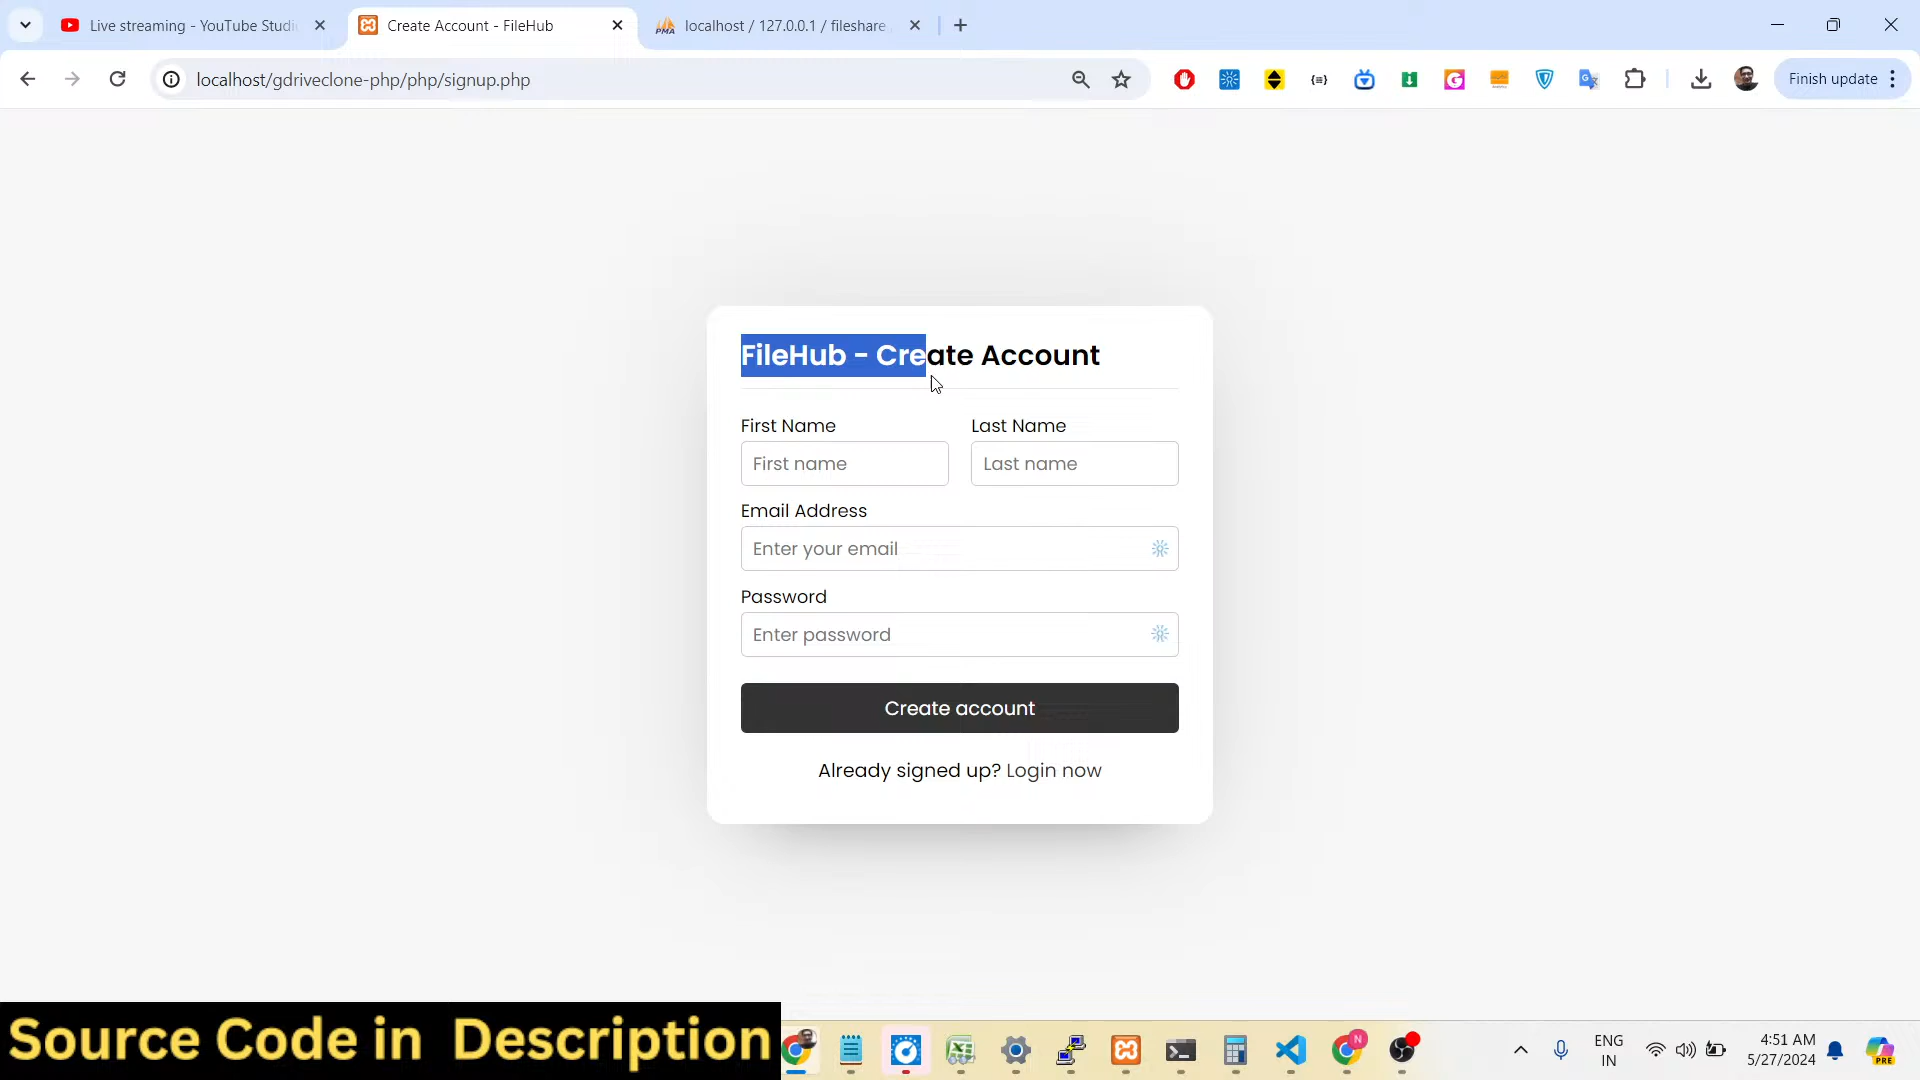 Live streaming - YouTube Studi
Create Account - FileHub
PMA
localhost / 127.0.0.1 / fileshare
localhost/gdriveclone-php/php/signup.php
Finish update
FileHub - Create Account
First Name
Last Name
First name
Last name
Email Address
Enter your email
Password
Enter password
Create account
Already signed up? Login now
Source Code in Description
N
ENG
IN
4:51 AM
5/27/2024
PRE